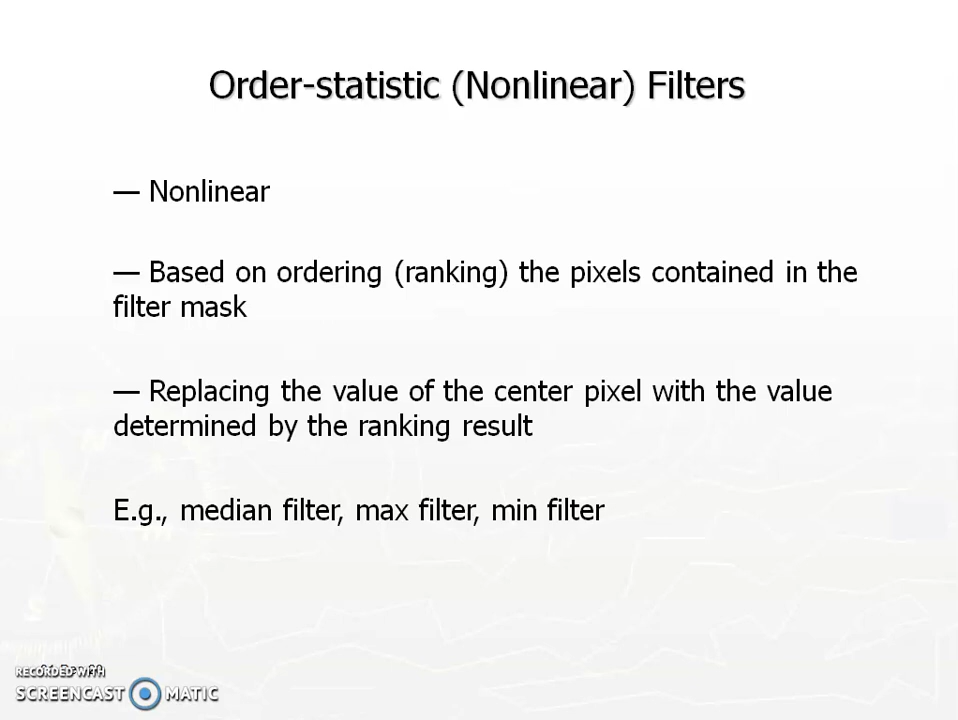 Order-statistic (Nonlinear) Filters
— Nonlinear
— Based on ordering (ranking) the pixels contained in the
filter mask
— Replacing the value of the center pixel with the value
determined by the ranking result
E.g., median filter, max filter, min filter
RECORDED WITH
SCREENCAST MATIC